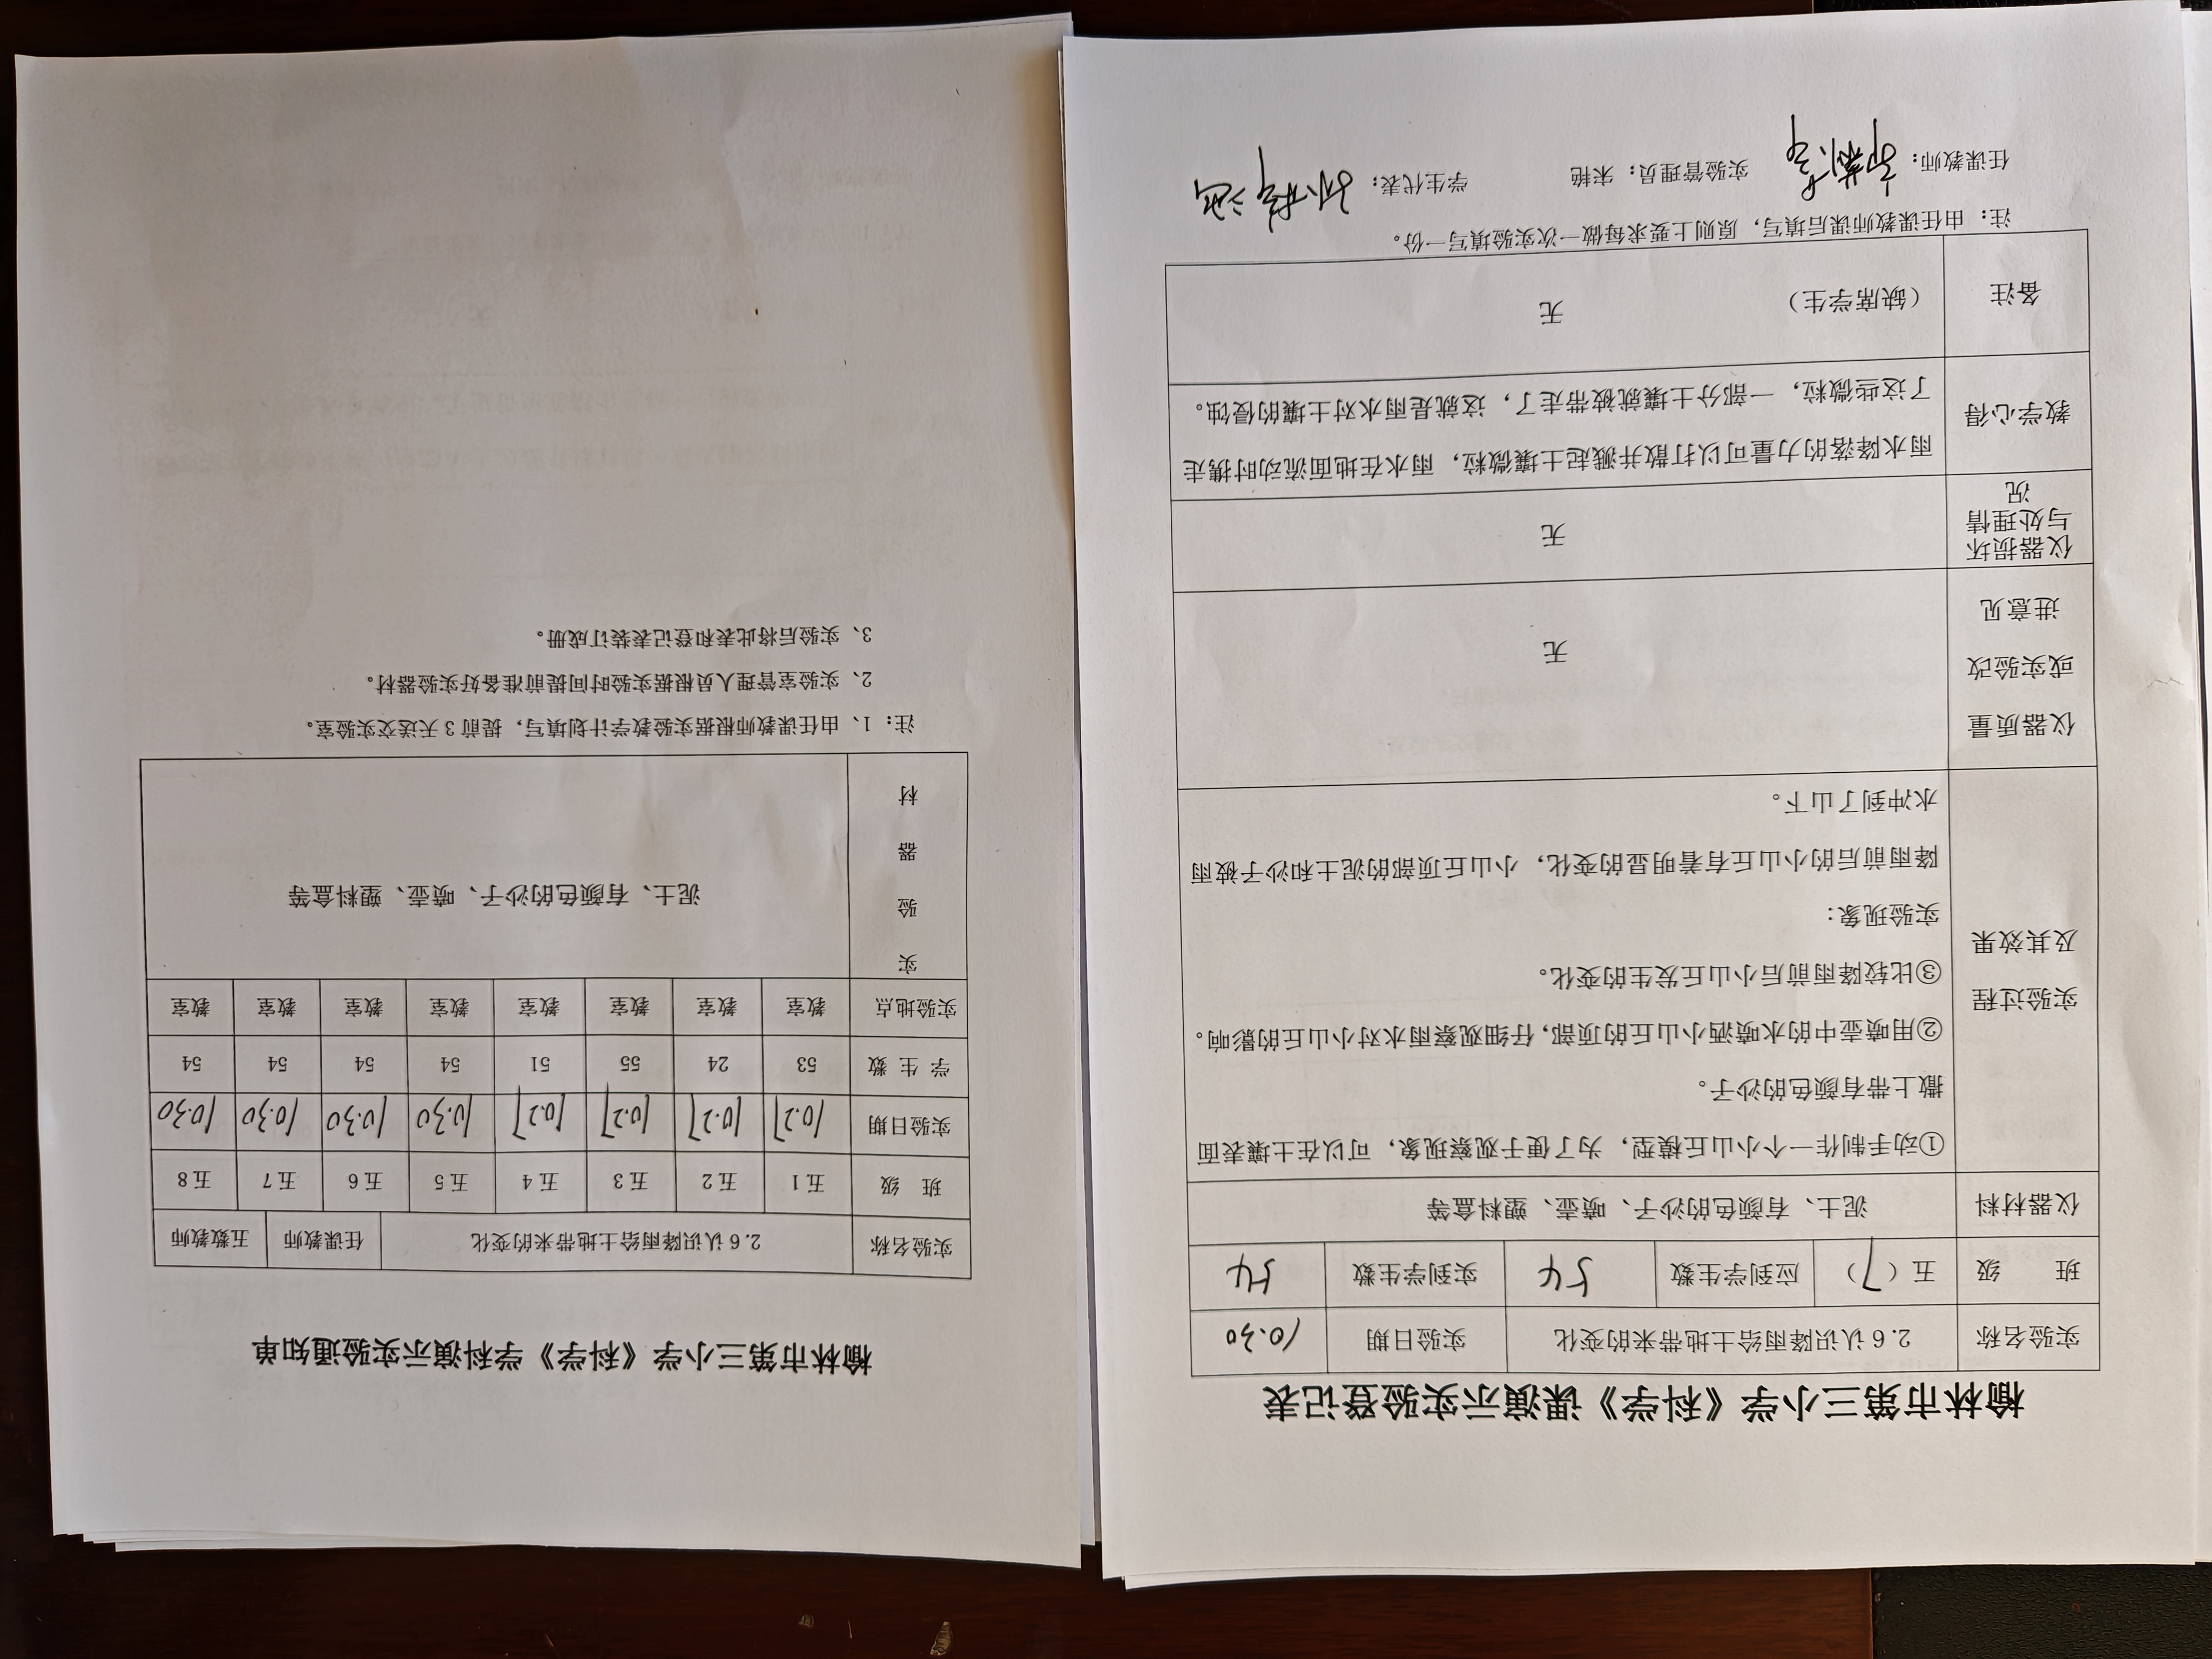 榆林市第三小学《科学》课演示实验登记表
实验名称 2.6 认识降雨给土地带来的变化 实验日期 10.30
班 级 五（7） 应到学生数 54 实到学生数 54
仪器材料 泥土、有颜色的沙子、喷壶、塑料盒等
实验过程
及其效果
①动手制作一个小山丘模型，为了便于观察现象，可以在土壤表面
撒上带有颜色的沙子。
②用喷壶中的水喷洒小山丘的顶部，仔细观察雨水对小山丘的影响。
③比较降雨前后小山丘发生的变化。
实验现象：
降雨前后的小山丘有着明显的变化，小山丘顶部的泥土和沙子被雨
水冲到了山下。
仪器质量
或实验改
进意见
无
仪器损坏
与处理情
况
无
教学心得
雨水降落的力量可以打散并溅起土壤微粒，雨水在地面流动时携走
了这些微粒，一部分土壤就被带走了，这就是雨水对土壤的侵蚀。
备注 （缺席学生） 无
注：由任课教师课后填写，原则上要求每做一次实验填写一份。
任课教师： 实验管理员：宋艳 学生代表：
榆林市第三小学《科学》学科演示实验通知单
实验名称 2.6 认识降雨给土地带来的变化 任课教师 五数教师
班 级 五 1 五 2 五 3 五 4 五 5 五 6 五 7 五 8
实验日期 10.27 10.27 10.27 10.27 10.30 10.30 10.30 10.30
学 生 数 53 24 55 51 54 54 54 54
实验地点 教室 教室 教室 教室 教室 教室 教室 教室
实
验
器
材
泥土、有颜色的沙子、喷壶、塑料盒等
注：1、由任课教师根据实验教学计划填写，提前 3 天送交实验室。
2、实验室管理人员根据实验时间提前准备好实验器材。
3、实验后将此表和登记表装订成册。